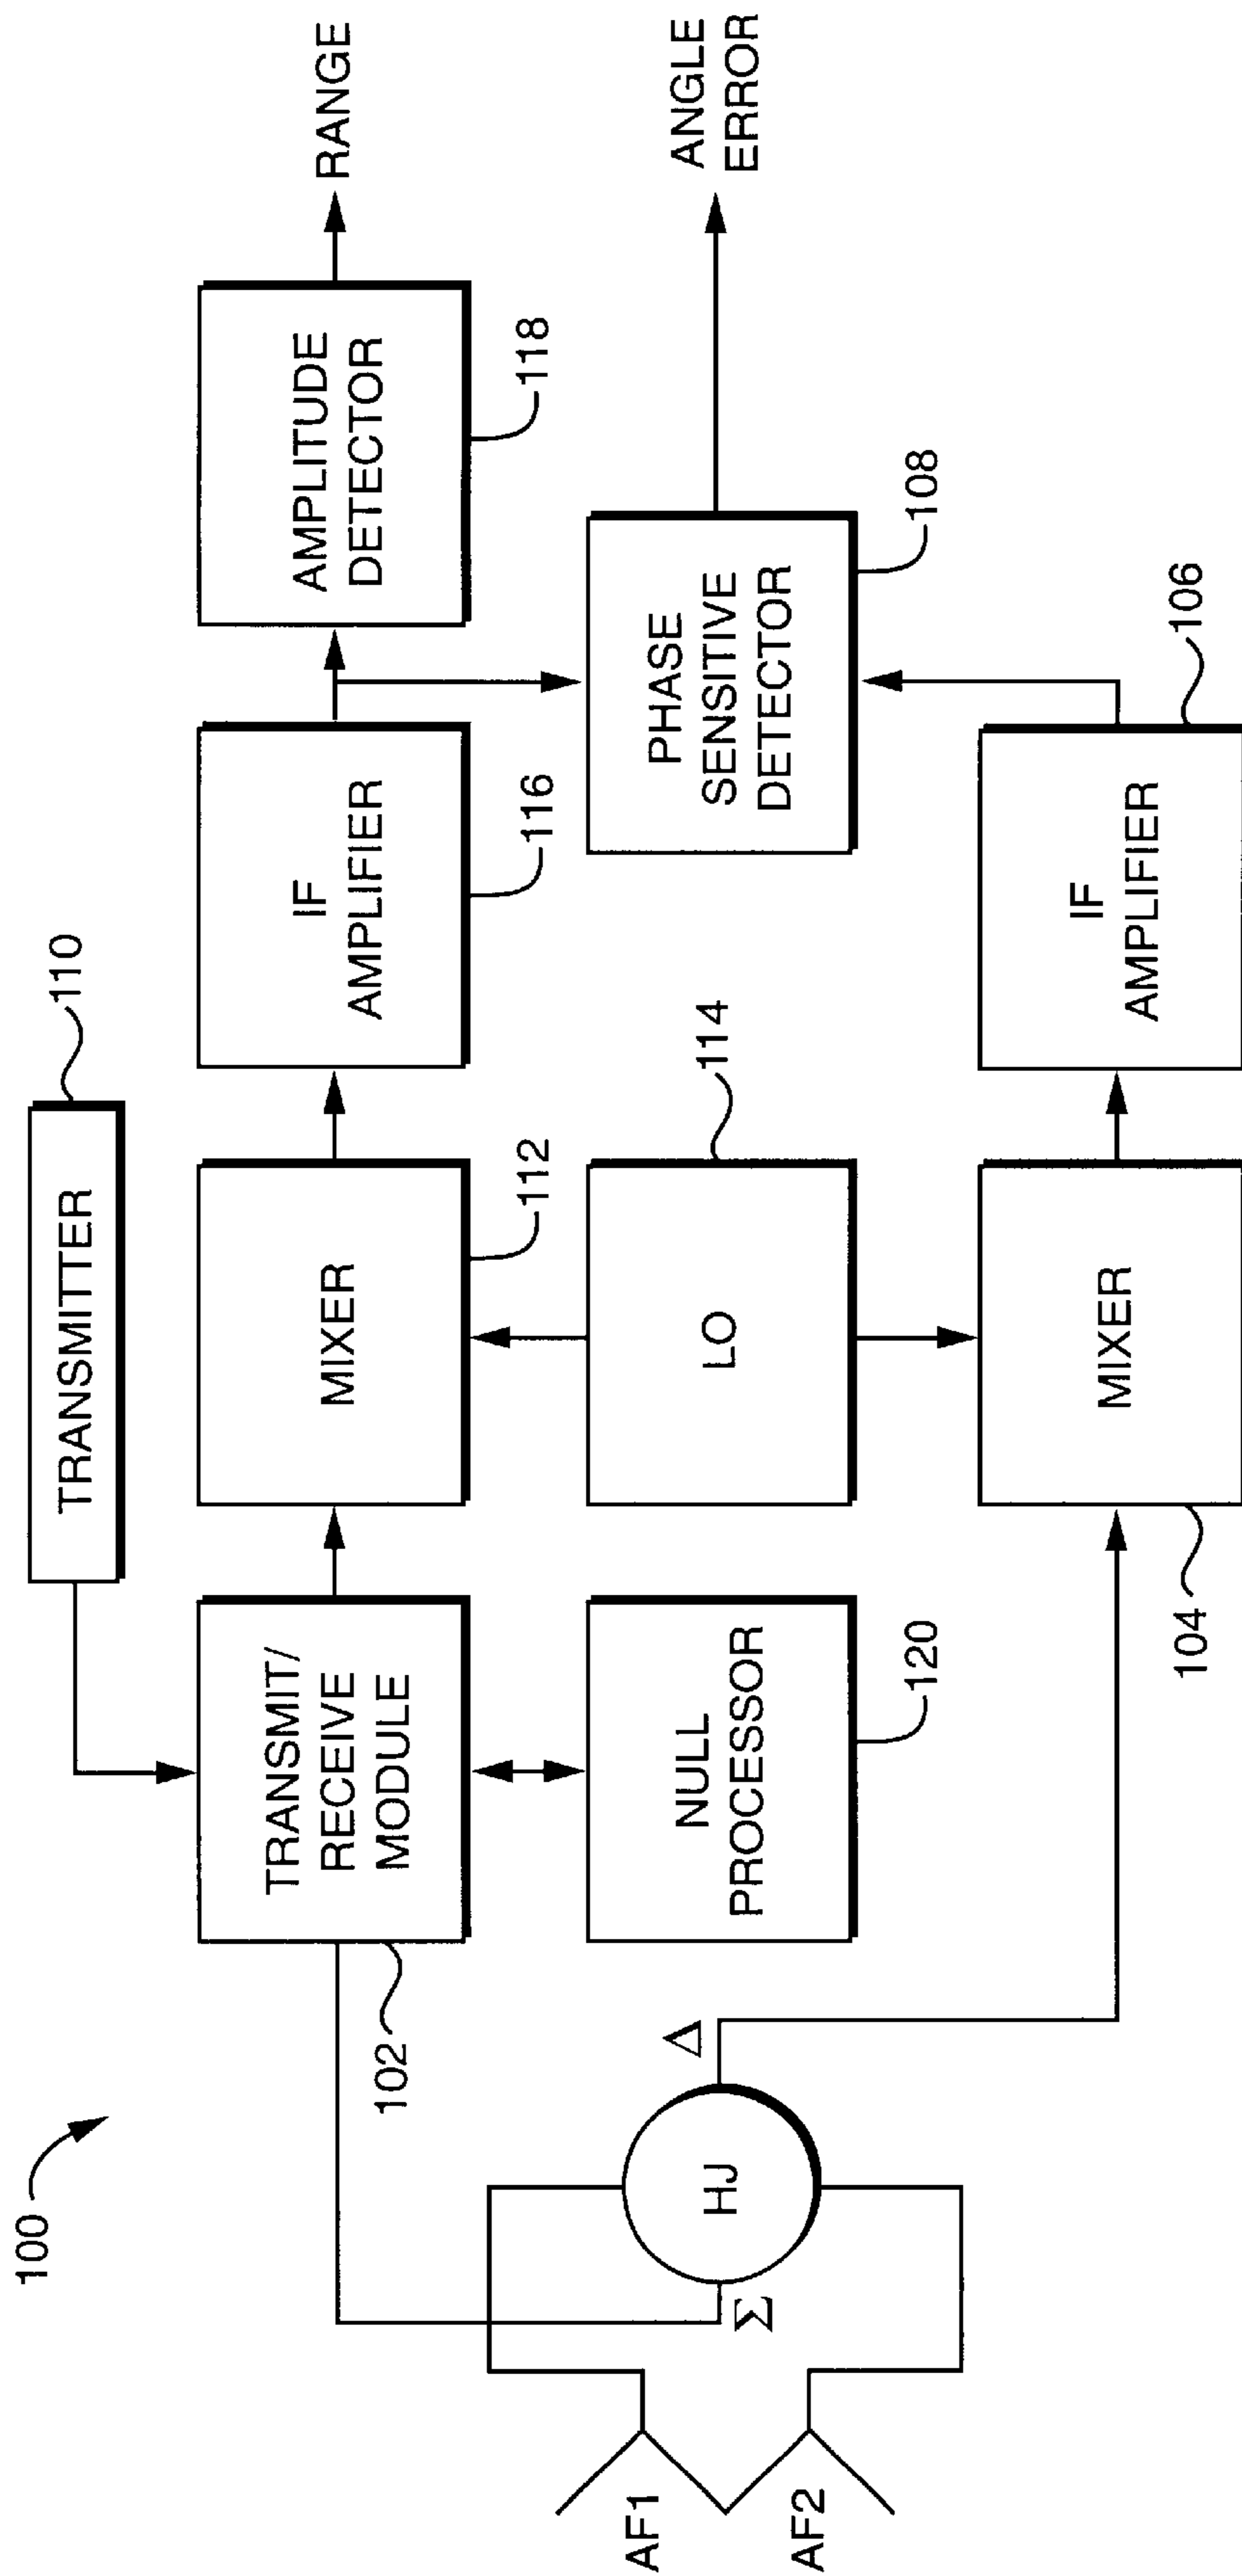 100
TRANSMITTER
110
TRANSMIT/
RECEIVE
MODULE
102
MIXER
112
IF
AMPLIFIER
116
AMPLITUDE
DETECTOR
118
RANGE
NULL
PROCESSOR
120
LO
114
PHASE
SENSITIVE
DETECTOR
108
ANGLE
ERROR
AF1
AF2
Σ
HJ
Δ
MIXER
104
IF
AMPLIFIER
106